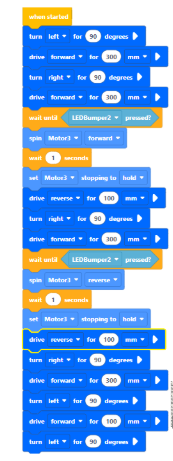 when started
turn left for 90 degrees
drive forward for 300 mm
turn right for 90 degrees
drive forward for 300 mm
wait until LEDBumper2 pressed?
spin Motor3 forward
wait 1 seconds
set Motor3 stopping to hold
drive reverse for 100 mm
turn right for 90 degrees
drive forward for 300 mm
wait until LEDBumper2 pressed?
spin Motor3 reverse
wait 1 seconds
set Motor3 stopping to hold
drive reverse for 100 mm
turn right for 90 degrees
drive forward for 300 mm
turn left for 90 degrees
drive forward for 100 mm
turn left for 90 degrees